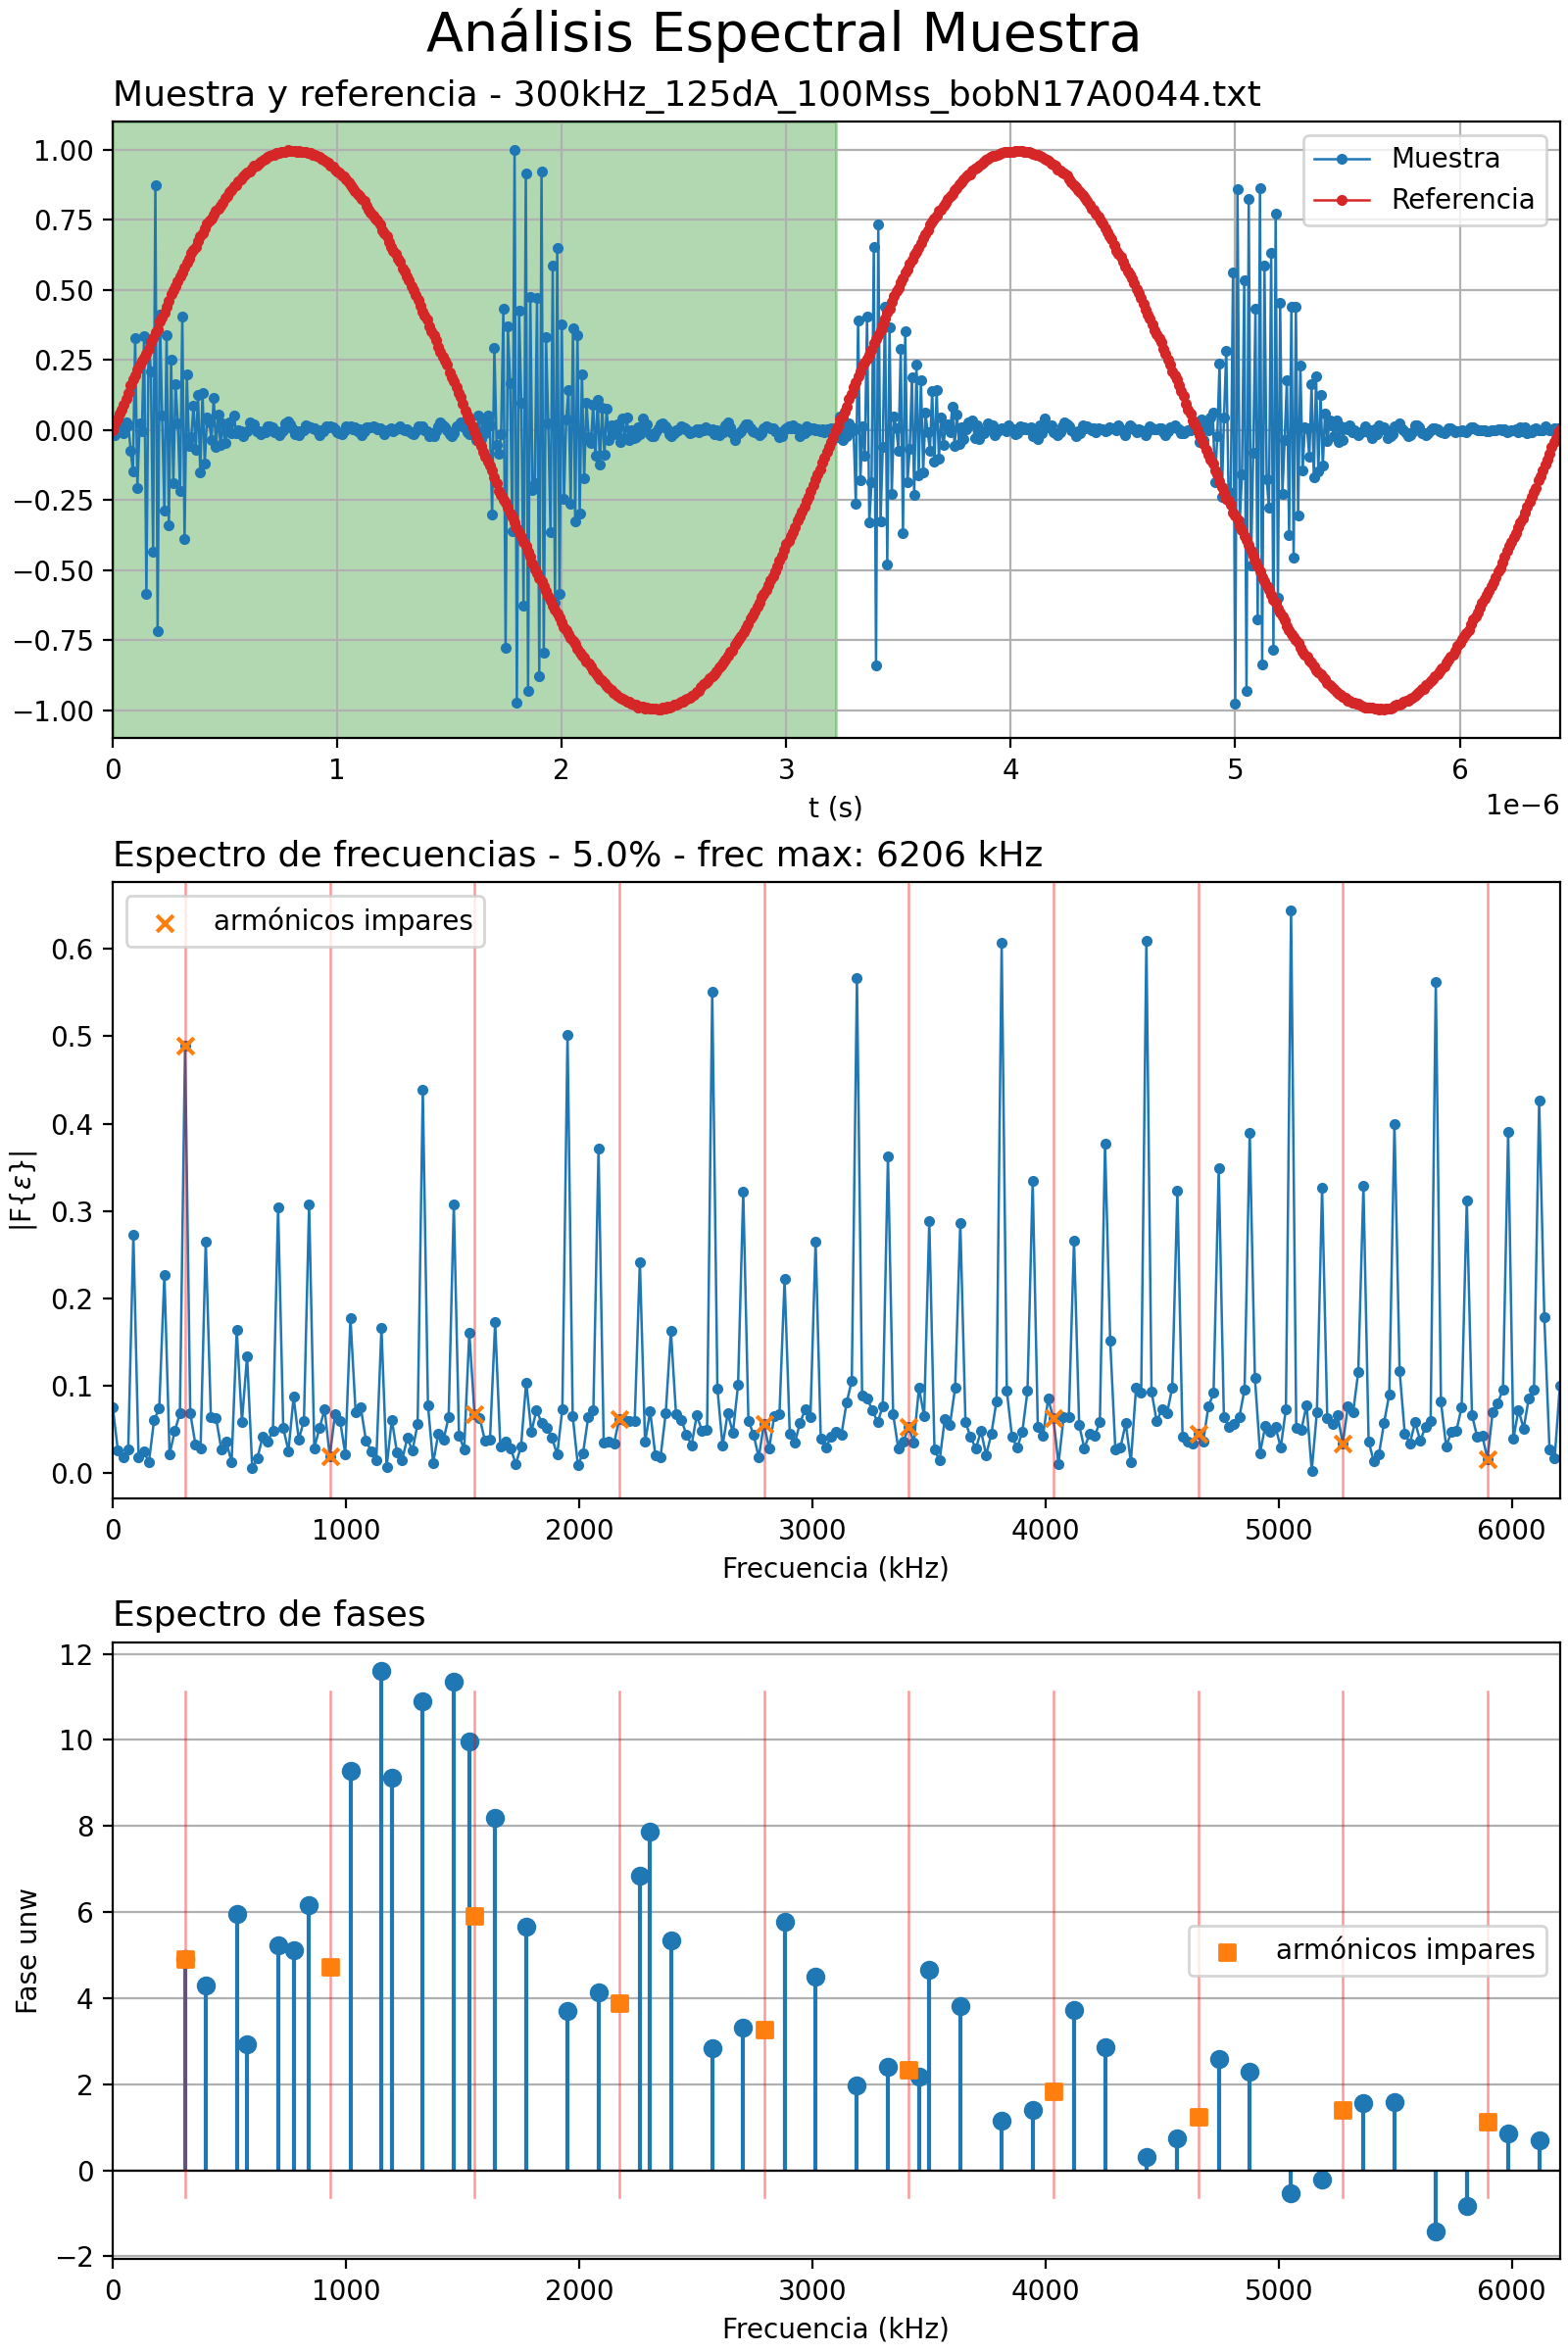 Análisis Espectral Muestra
Muestra y referencia - 300kHz_125dA_100Mss_bobN17A0044.txt
1.00
0.75
0.50
0.25
0.00
−0.25
−0.50
−0.75
−1.00
Muestra
Referencia
0 1 2 3 4 5 6
t (s)
1e−6
Espectro de frecuencias - 5.0% - frec max: 6206 kHz
|F{ε}|
0.6
0.5
0.4
0.3
0.2
0.1
0.0
armónicos impares
0 1000 2000 3000 4000 5000 6000
Frecuencia (kHz)
Espectro de fases
Fase unw
12
10
8
6
4
2
0
−2
armónicos impares
0 1000 2000 3000 4000 5000 6000
Frecuencia (kHz)